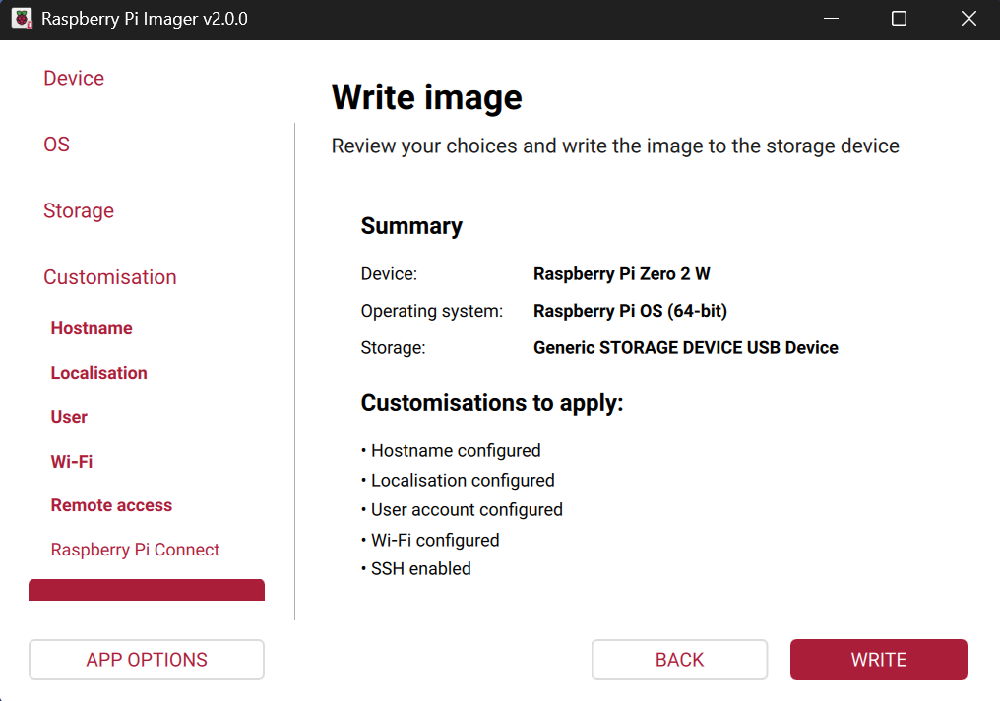 Raspberry Pi Imager v2.0.0
Device
OS
Storage
Customisation
Hostname
Localisation
User
Wi-Fi
Remote access
Raspberry Pi Connect
APP OPTIONS
Write image
Review your choices and write the image to the storage device
Summary
Device: Raspberry Pi Zero 2 W
Operating system: Raspberry Pi OS (64-bit)
Storage: Generic STORAGE DEVICE USB Device
Customisations to apply:
• Hostname configured
• Localisation configured
• User account configured
• Wi-Fi configured
• SSH enabled
BACK
WRITE